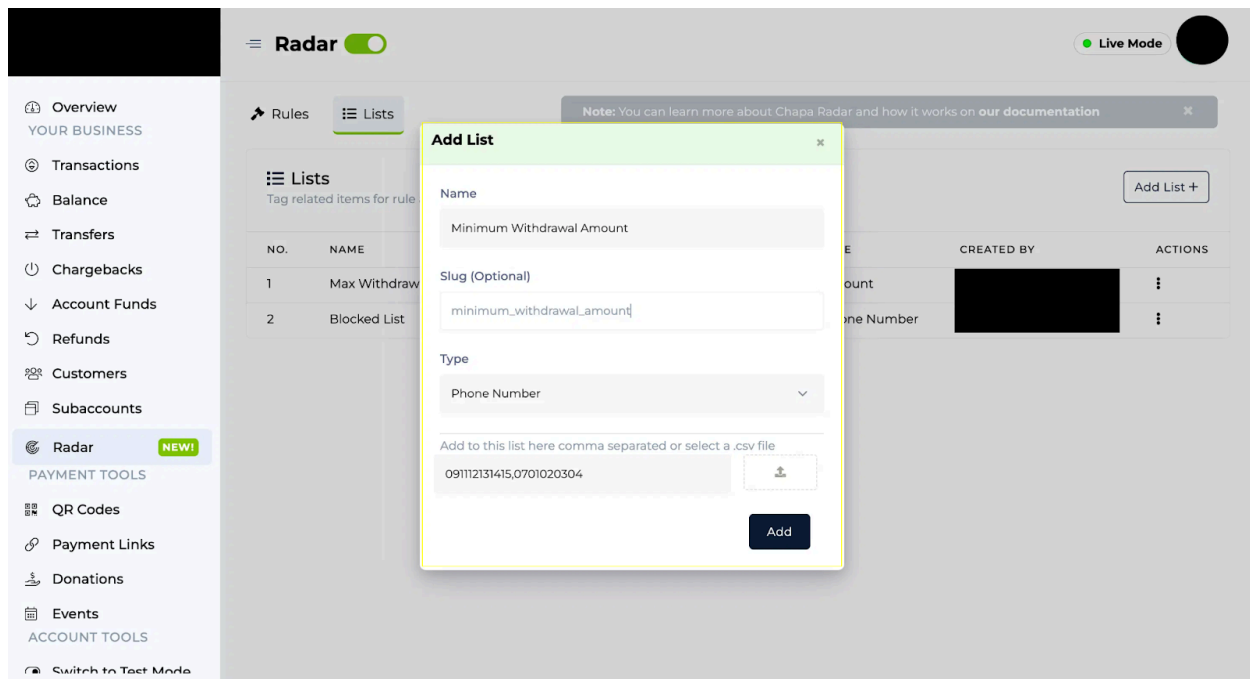 Radar
Live Mode
Overview
YOUR BUSINESS
Transactions
Balance
Transfers
Chargebacks
Account Funds
Refunds
Customers
Subaccounts
Radar NEW!
PAYMENT TOOLS
QR Codes
Payment Links
Donations
Events
ACCOUNT TOOLS
Switch to Test Mode
Rules Lists
Note: You can learn more about Chapa Radar and how it works on our documentation ×
Lists
Tag related items for rule
Add List +
NO. NAME E CREATED BY ACTIONS
1 Max Withdraw ount
2 Blocked List one Number
Add List ×
Name
Minimum Withdrawal Amount
Slug (Optional)
minimum_withdrawal_amount
Type
Phone Number
Add to this list here comma separated or select a .csv file
091112131415,0701020304
Add